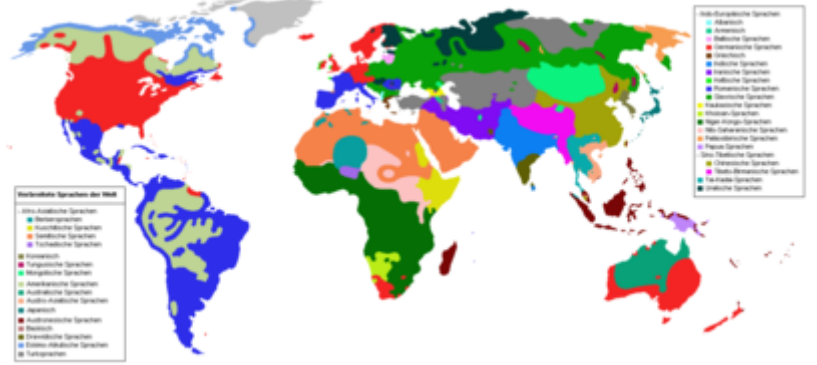 Verbreitete Sprachen der Welt
- Afro-Asiatische Sprachen
Berbersprachen
Kuschitische Sprachen
Semitische Sprachen
Tschadische Sprachen
Koreanisch
Tungusische Sprachen
Mongolische Sprachen
Amerikanische Sprachen
Australische Sprachen
Austro-Asiatische Sprachen
Japanisch
Austronesische Sprachen
Baskisch
Drawidische Sprachen
Eskimo-Aleutische Sprachen
Turksprachen
- Indo-Europäische Sprachen
Albanisch
Armenisch
Baltische Sprachen
Germanische Sprachen
Griechisch
Indische Sprachen
Iranische Sprachen
Keltische Sprachen
Romanische Sprachen
Slawische Sprachen
Kaukasische Sprachen
Khoisan-Sprachen
Niger-Kongo-Sprachen
Nilo-Saharanische Sprachen
Paläosibirische Sprachen
Papua-Sprachen
- Sino-Tibetische Sprachen
Chinesische Sprachen
Tibeto-Birmanische Sprachen
Tai-Kadai-Sprachen
Uralische Sprachen